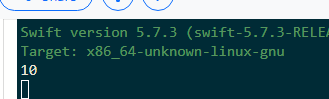 Swift version 5.7.3 (swift-5.7.3-RELEA
Target: x86_64-unknown-linux-gnu
10